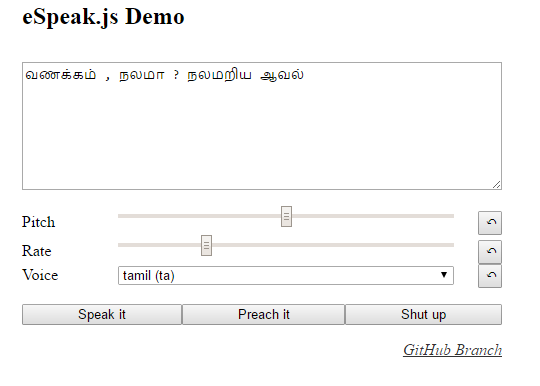 eSpeak.js Demo
வணக்கம் , நலமா ? நலமறிய ஆவல்
Pitch
Rate
Voice tamil (ta)
Speak it Preach it Shut up
GitHub Branch